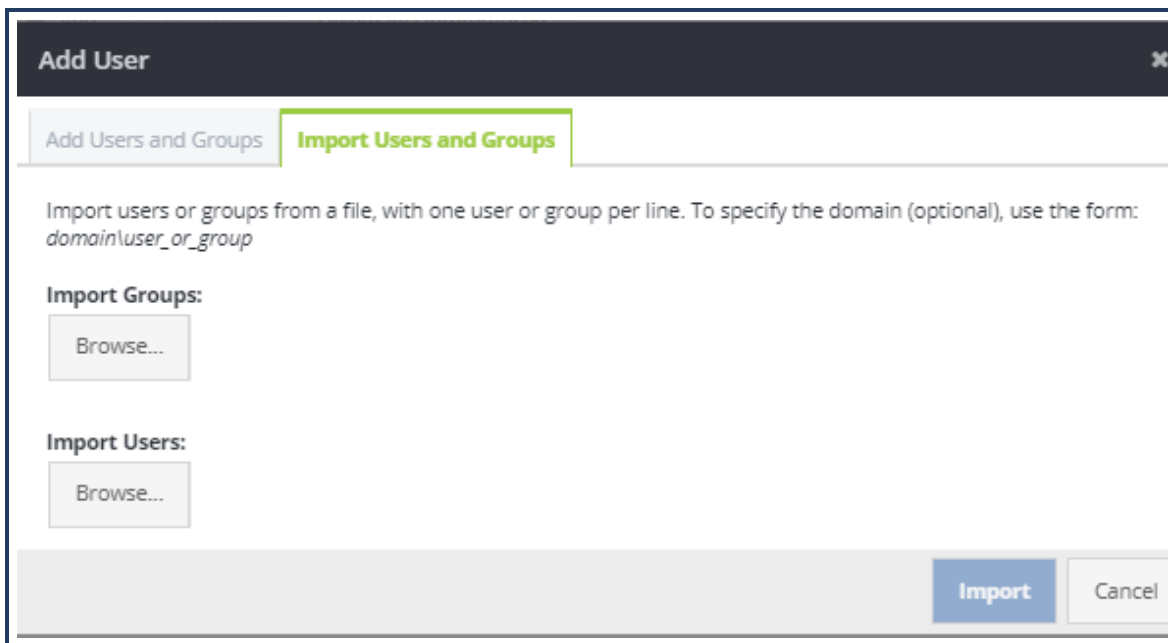 Add User
Add Users and Groups
Import Users and Groups
Import users or groups from a file, with one user or group per line. To specify the domain (optional), use the form:
domain\user_or_group
Import Groups:
Browse...
Import Users:
Browse...
Import
Cancel